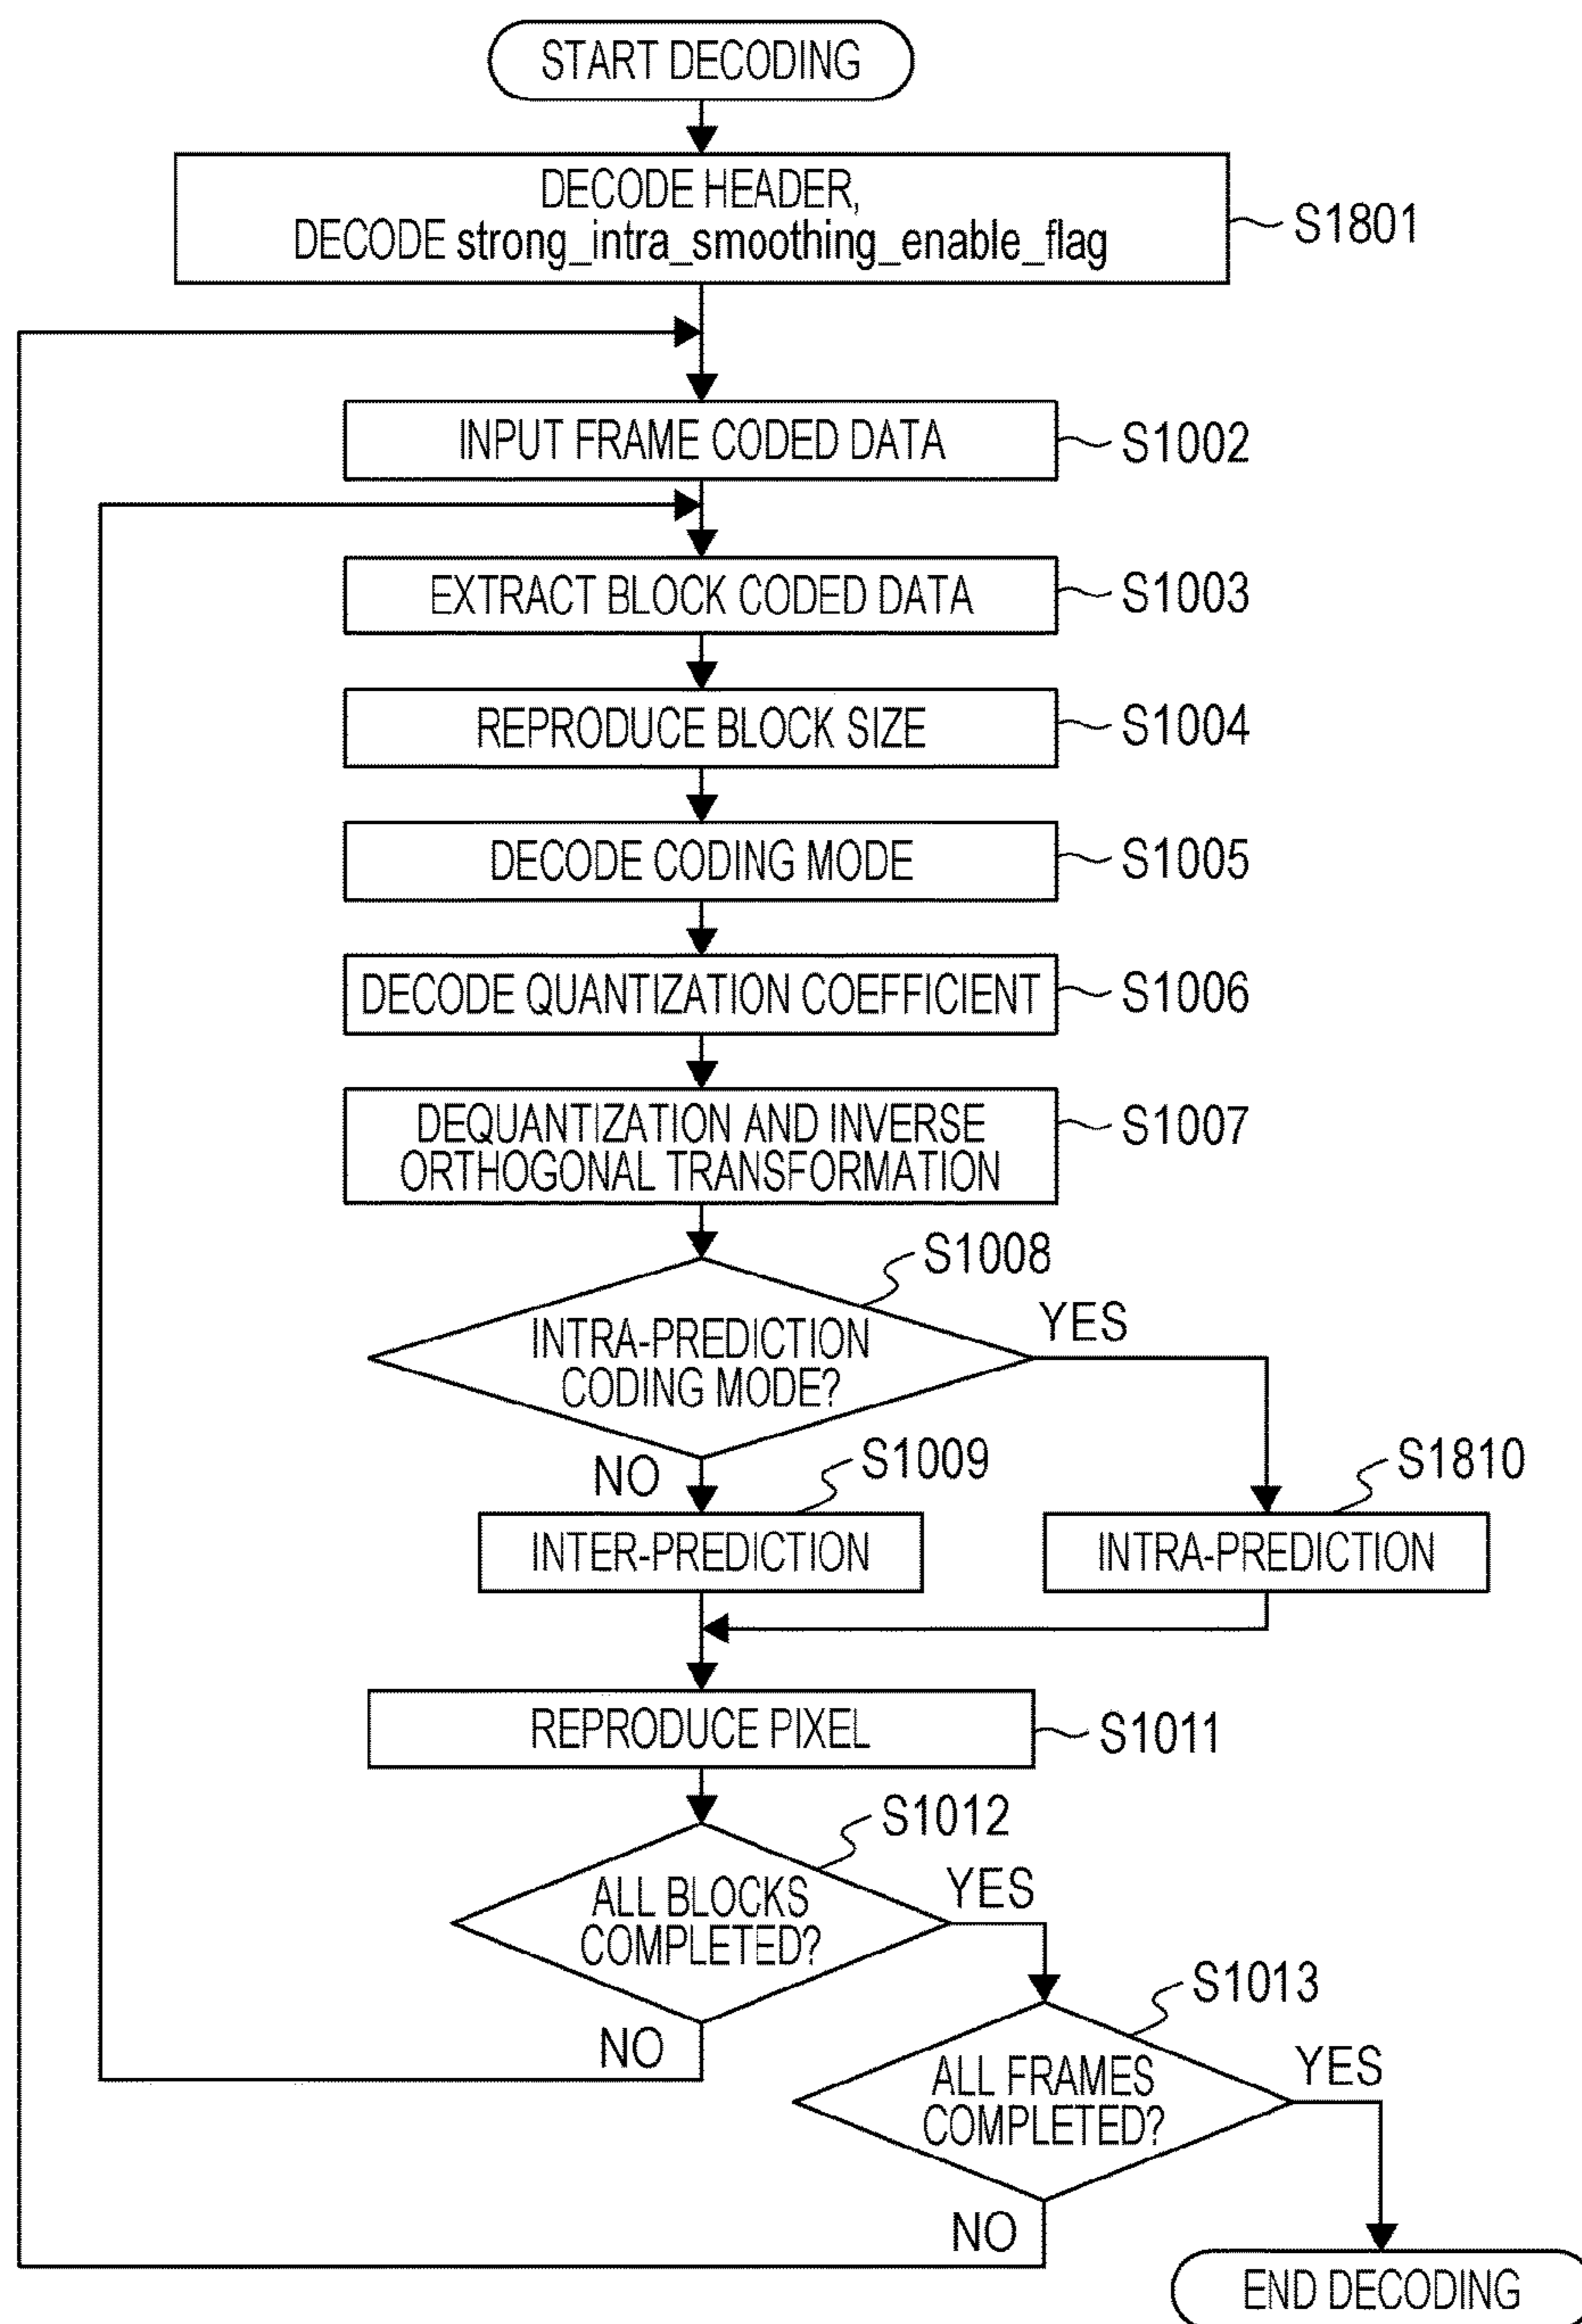 START DECODING
DECODE HEADER,
DECODE strong_intra_smoothing_enable_flag
S1801
INPUT FRAME CODED DATA
S1002
EXTRACT BLOCK CODED DATA
S1003
REPRODUCE BLOCK SIZE
S1004
DECODE CODING MODE
S1005
DECODE QUANTIZATION COEFFICIENT
S1006
DEQUANTIZATION AND INVERSE
ORTHOGONAL TRANSFORMATION
S1007
S1008
INTRA-PREDICTION
CODING MODE?
YES
NO
S1009
S1810
INTER-PREDICTION
INTRA-PREDICTION
REPRODUCE PIXEL
S1011
S1012
ALL BLOCKS
COMPLETED?
YES
NO
S1013
ALL FRAMES
COMPLETED?
YES
NO
END DECODING